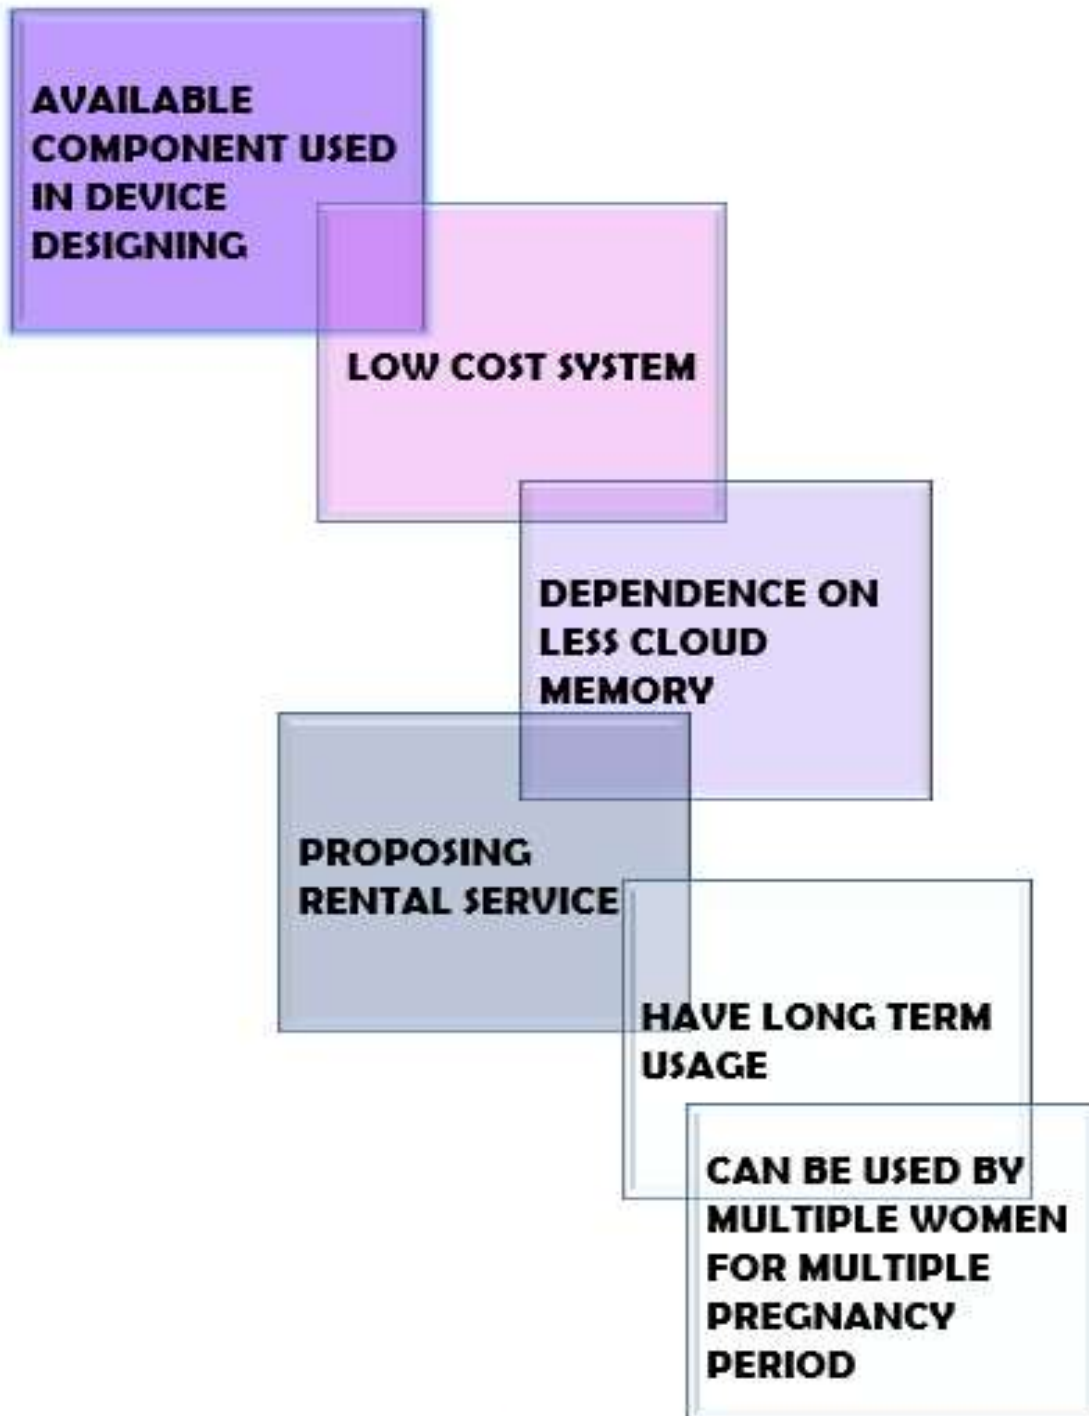 AVAILABLE
COMPONENT USED
IN DEVICE
DESIGNING
LOW COST SYSTEM
DEPENDENCE ON
LESS CLOUD
MEMORY
PROPOSING
RENTAL SERVICE
HAVE LONG TERM
USAGE
CAN BE USED BY
MULTIPLE WOMEN
FOR MULTIPLE
PREGNANCY
PERIOD